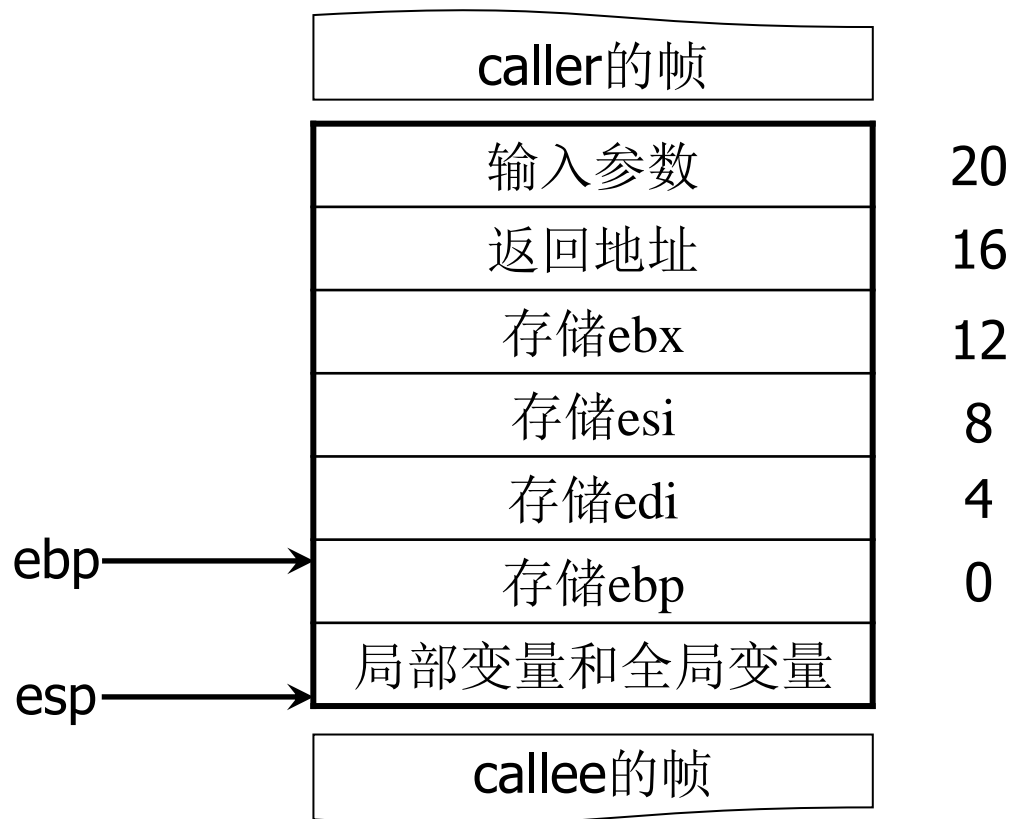 caller的帧
输入参数 20
返回地址 16
存储ebx 12
存储esi 8
存储edi 4
ebp 存储ebp 0
局部变量和全局变量
esp
callee的帧